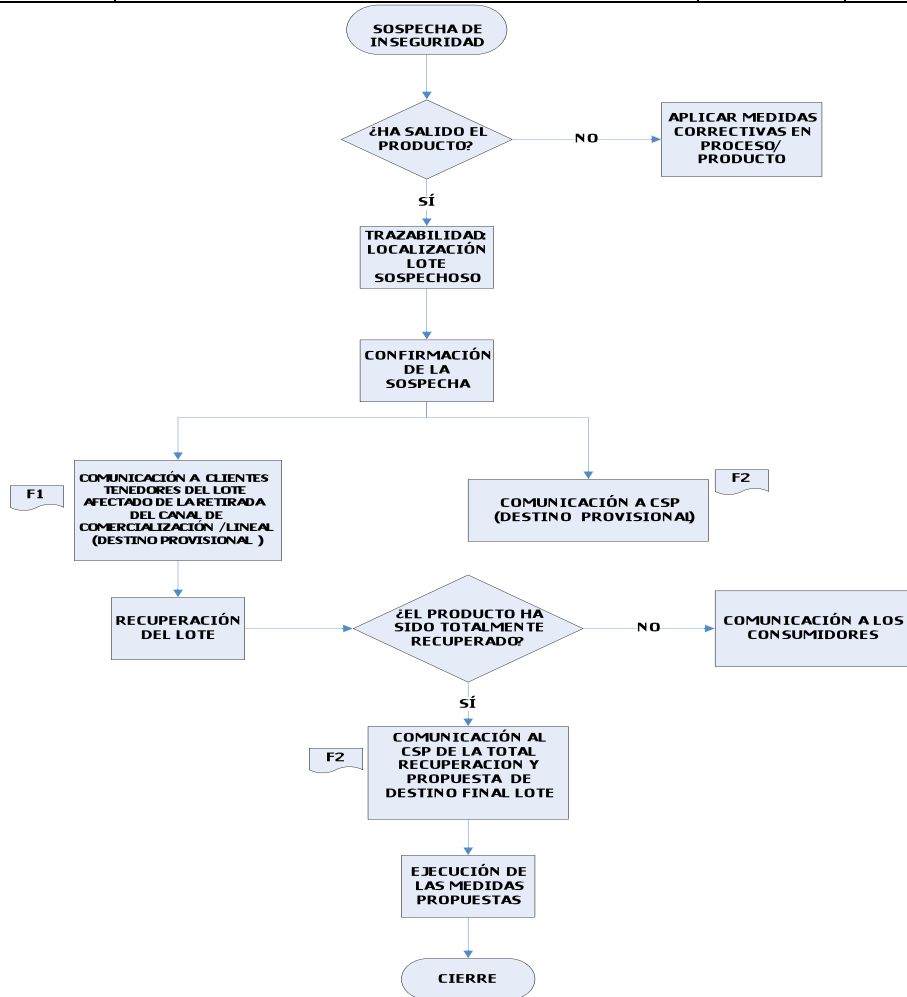 SOSPECHA DE
INSEGURIDAD
¿HA SALIDO EL
PRODUCTO?
NO
APLICAR MEDIDAS
CORRECTIVAS EN
PROCESO/
PRODUCTO
SÍ
TRAZABILIDAD:
LOCALIZACIÓN
LOTE
SOSPECHOSO
CONFIRMACIÓN
DE LA
SOSPECHA
F1
COMUNICACIÓN A CLIENTES
TENEDORES DEL LOTE
AFECTADO DE LA RETIRADA
DEL CANAL DE
COMERCIALIZACIÓN /LINEAL
(DESTINO PROVISIONAL )
F2
COMUNICACIÓN A CSP
(DESTINO PROVISIONAL)
RECUPERACIÓN
DEL LOTE
¿EL PRODUCTO HA
SIDO TOTALMENTE
RECUPERADO?
NO
COMUNICACIÓN A LOS
CONSUMIDORES
SÍ
F2
COMUNICACIÓN AL
CSP DE LA TOTAL
RECUPERACION Y
PROPUESTA DE
DESTINO FINAL LOTE
EJECUCIÓN DE
LAS MEDIDAS
PROPUESTAS
CIERRE